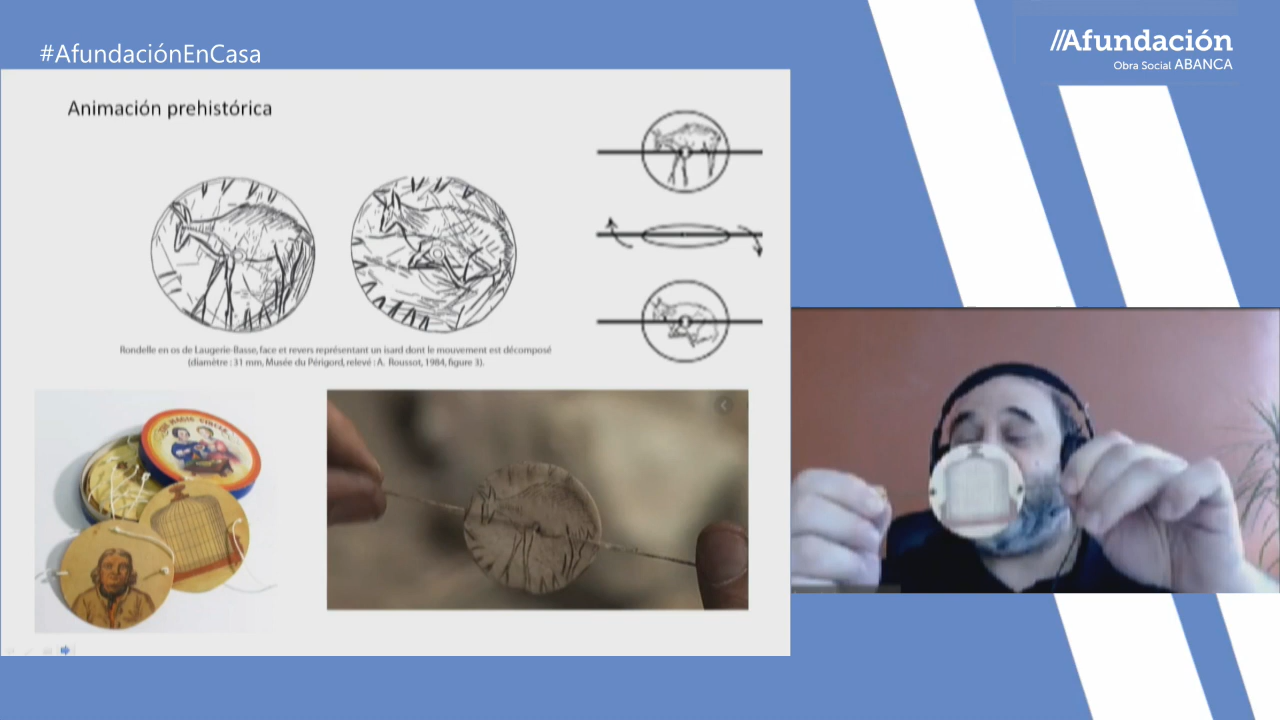 #AfundaciónEnCasa
//Afundación
Obra Social ABANCA
Animación prehistórica
Rondelle en os de Laugerie-Basse, face et revers représentant un isard dont le mouvement est décomposé
(diamètre : 31 mm, Musée du Périgord, relevé : A. Roussot, 1984, figure 3).